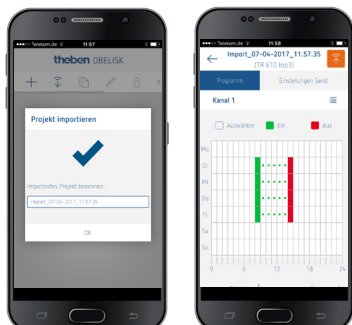 Telekom.de
11:57
theben OBELISK
Projekt importieren
Importiertes Projekt benennen:
Import_07-04-2017_11.57.35
OK
Telekom.de
11:58
Import_07-04-2017_11.57.35
[TR 610 top3]
Programm
Einstellungen Gerät
Kanal 1
Auswählen
Ein
Aus
Mo
Di
Mi
Do
Fr
Sa
So
0 6 12 18 24